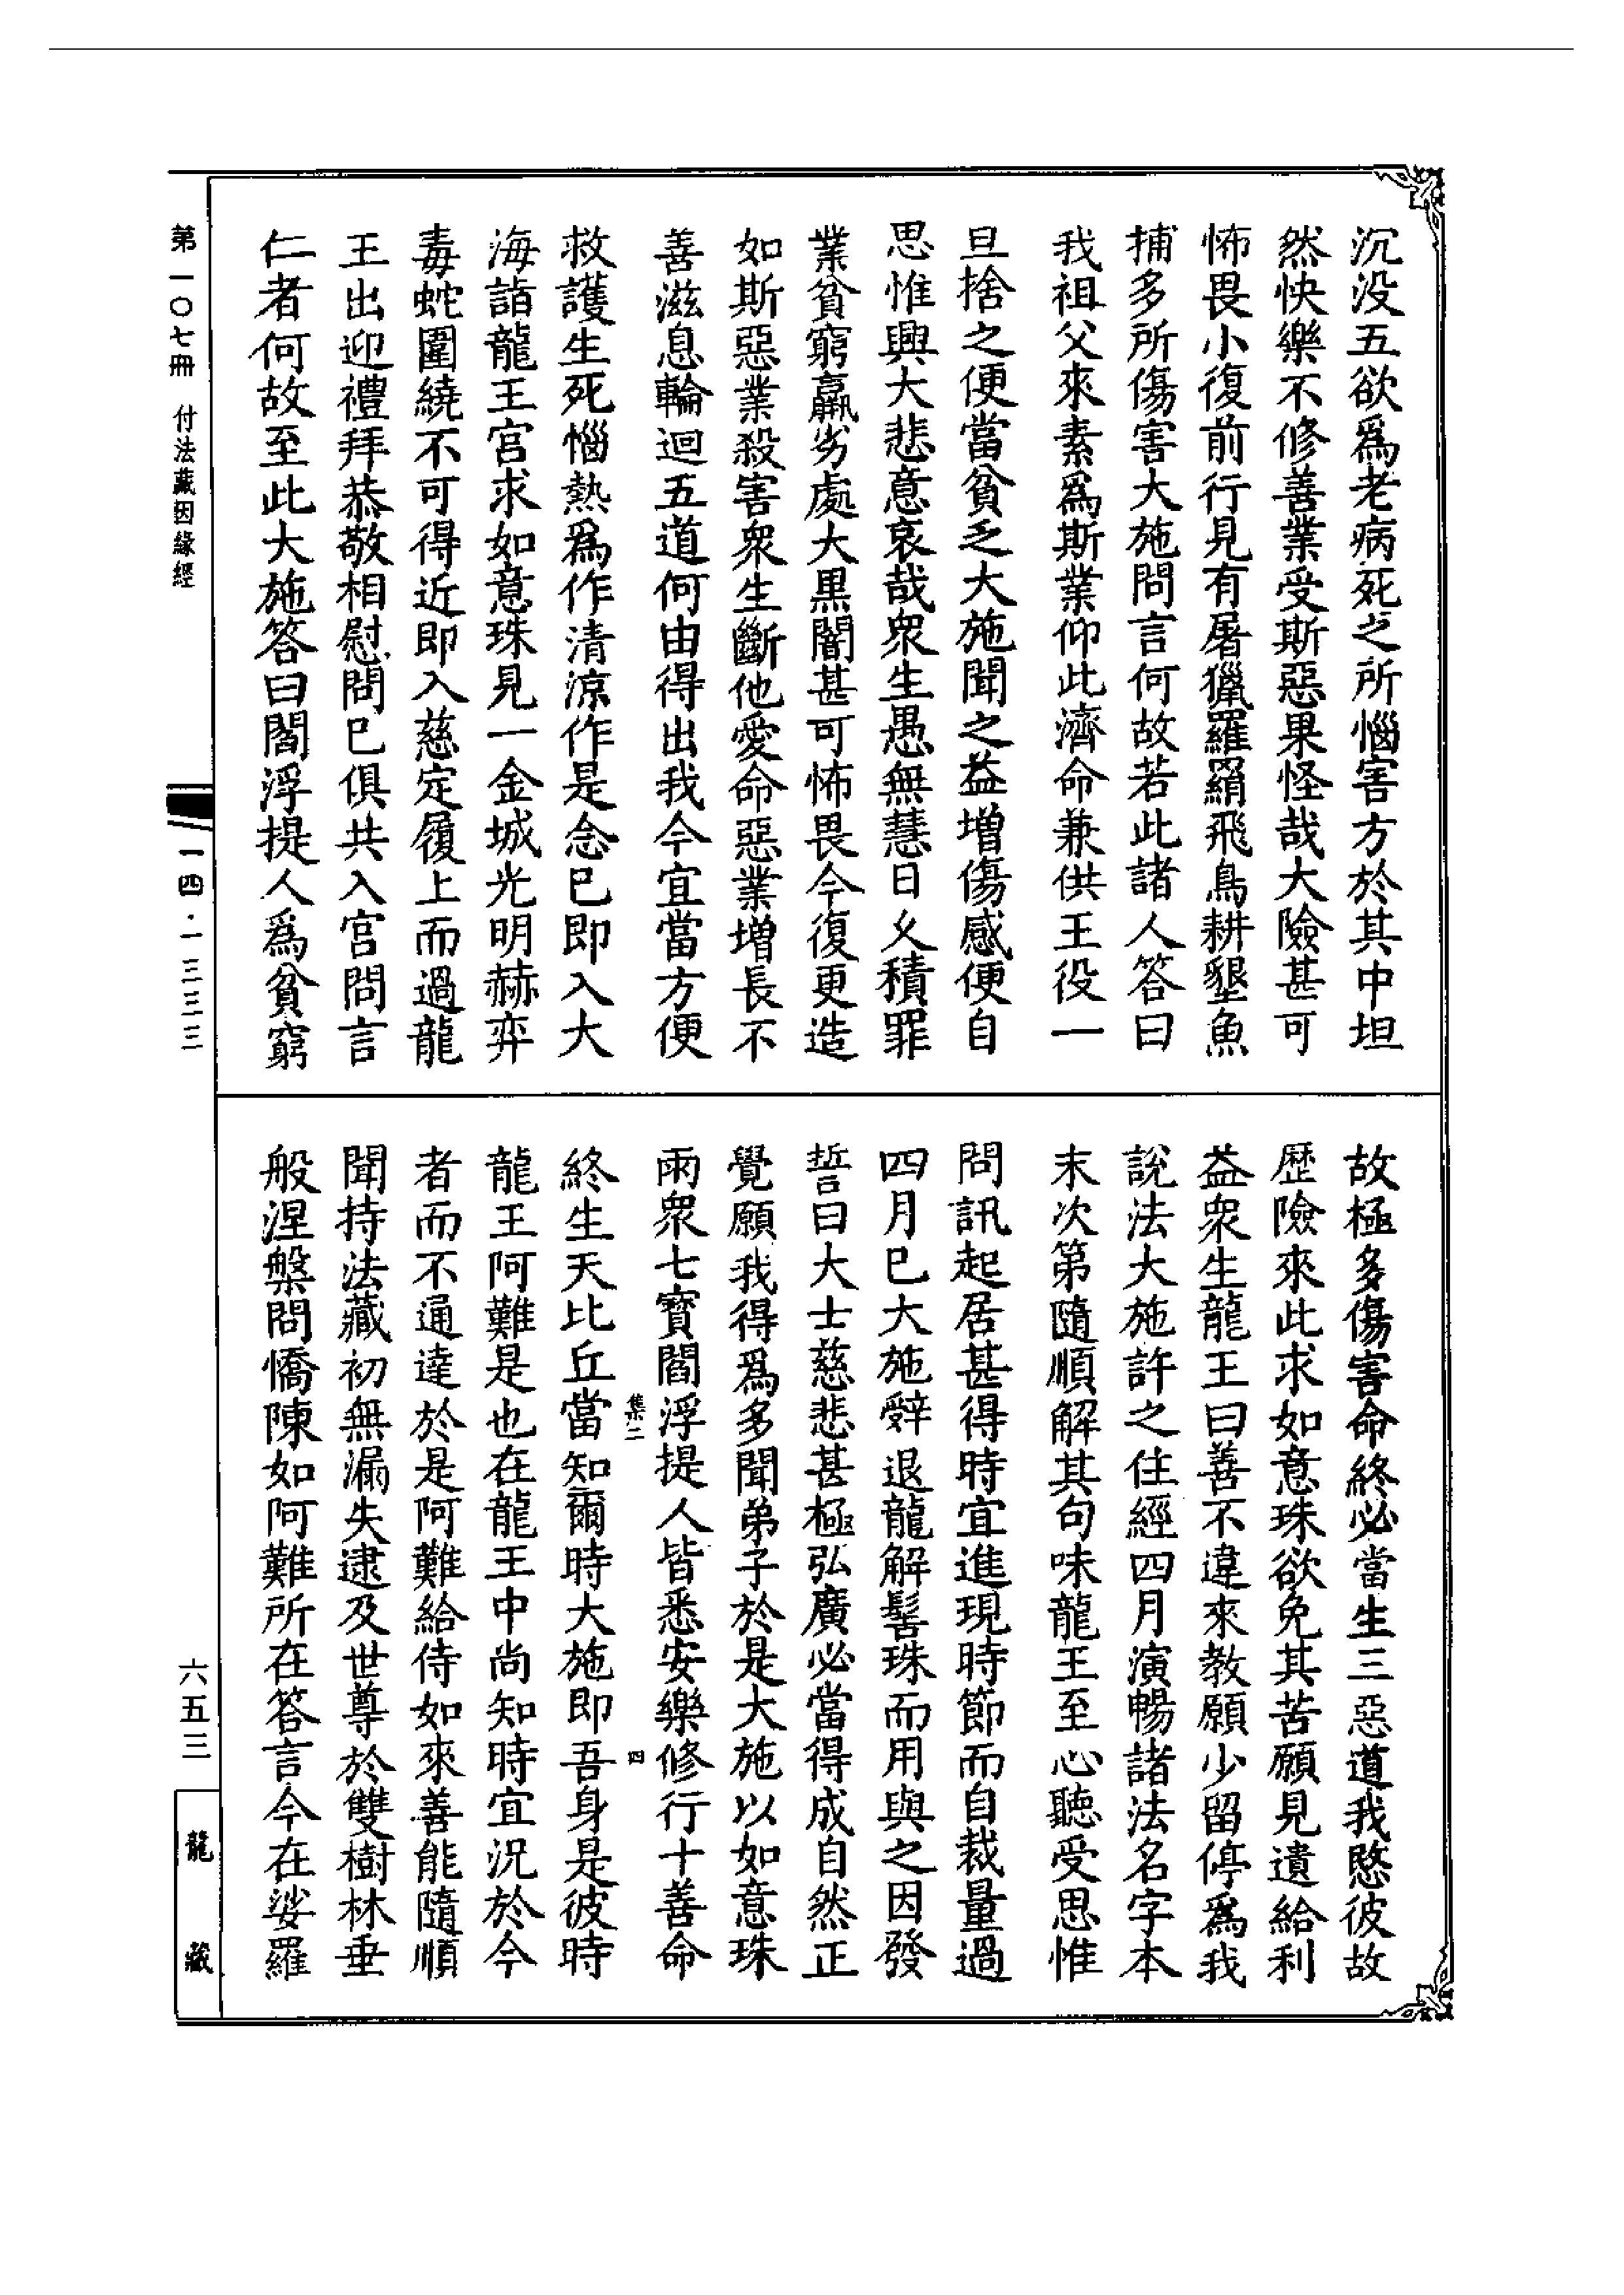 沉没五欲爲老病死之所惱害方於其中坦
然快樂不修善業受斯惡果怪哉大險甚可
怖畏小復前行見有屠獵羅羂飛鳥耕墾魚
捕多所傷害大施問言何故若此諸人答曰
我祖父來素爲斯業仰此濟命兼供王役一
旦捨之便當貧乏大施聞之益增傷感便自
思惟興大悲意哀哉衆生愚無慧日久積罪
業貧窮羸劣處大黑闇甚可怖畏今復更造
如斯惡業殺害衆生斷他愛命惡業增長不
善滋息輪迴五道何由得出我今宜當方便
救護生死惱熱爲作清涼作是念已即入大
海詣龍王宫求如意珠見一金城光明赫弈
毒蛇圍繞不可得近即入慈定履上而過龍
王出迎禮拜恭敬相慰問已俱共入宫問言
仁者何故至此大施答曰閻浮提人爲貧窮
故極多傷害命終必當生三惡道我愍彼故
歷險來此求如意珠欲免其苦願見遺給利
益衆生龍王曰善不違來教願少留停爲我
説法大施許之住經四月演暢諸法名字本
末次第隨順解其句味龍王至心聽受思惟
問訊起居甚得時宜進現時節而自裁量過
四月已大施辭退龍解髻珠而用與之因發
誓曰大士慈悲甚極弘廣必當得成自然正
覺願我得爲多聞弟子於是大施以如意珠
雨衆七寶閻浮提人皆悉安樂修行十善命
集二
四
終生天比丘當知爾時大施即吾身是彼時
龍王阿難是也在龍王中尚知時宜況於今
者而不通達於是阿難給侍如來善能隨順
聞持法藏初無漏失逮及世尊於雙樹林垂
般涅槃問憍陳如阿難所在答言今在娑羅
第一〇七冊 付法藏因緣經
一四·一三三三
六五三
龍藏